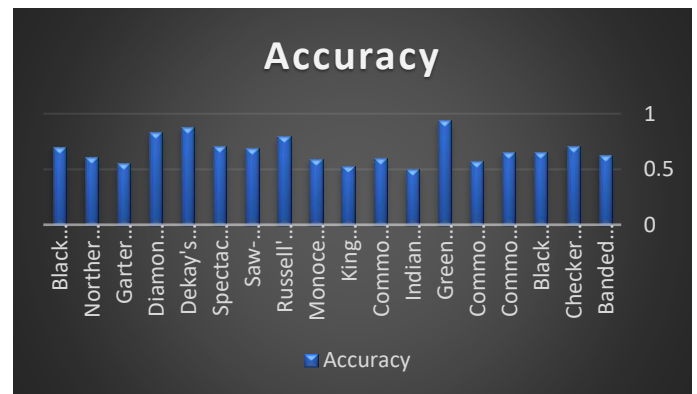 Accuracy
1
0.5
0
Black...
Norther...
Garter...
Diamon...
Dekay's...
Spectac...
Saw-...
Russell'...
Monoce...
King...
Commo...
Indian...
Green...
Commo...
Commo...
Black...
Checker...
Banded...
Accuracy